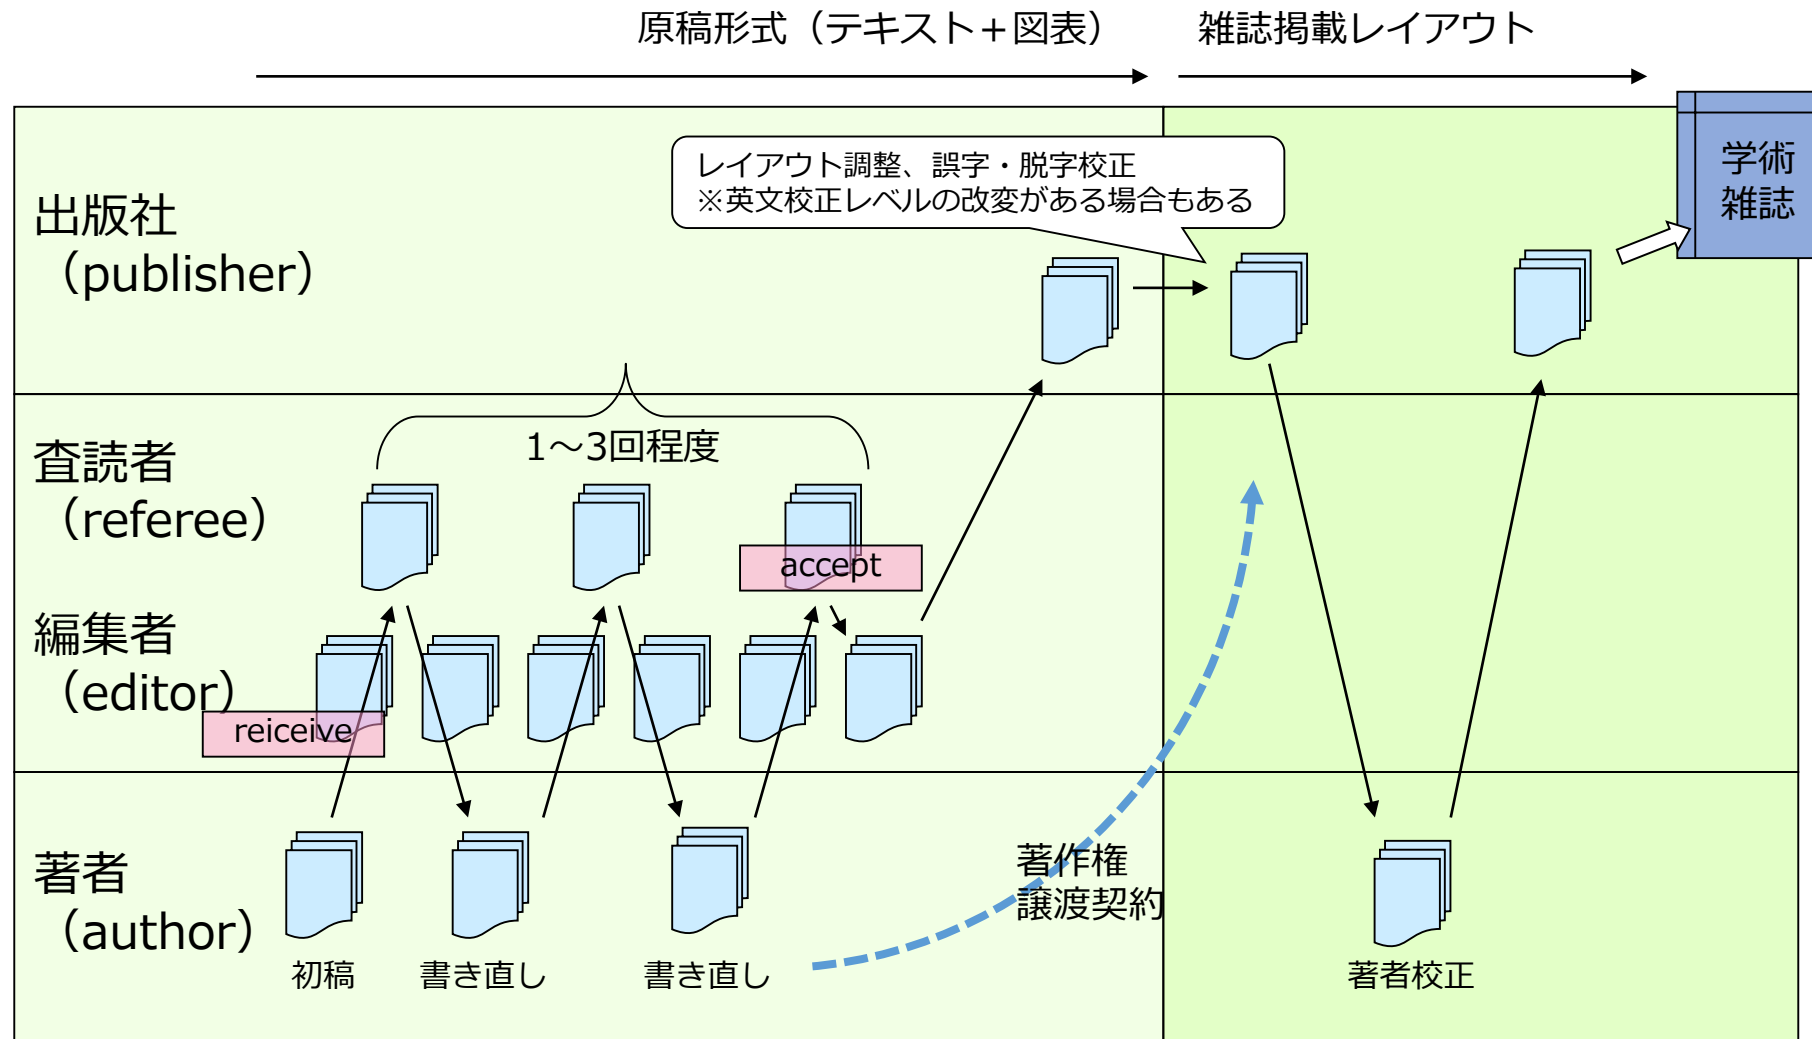 原稿形式（テキスト＋図表）
雑誌掲載レイアウト
学術
雑誌
レイアウト調整、誤字・脱字校正
※英文校正レベルの改変がある場合もある
出版社
（publisher）
1～3回程度
査読者
（referee）
accept
編集者
（editor）
reiceive
著作権
譲渡契約
著者
（author）
初稿
書き直し
書き直し
著者校正